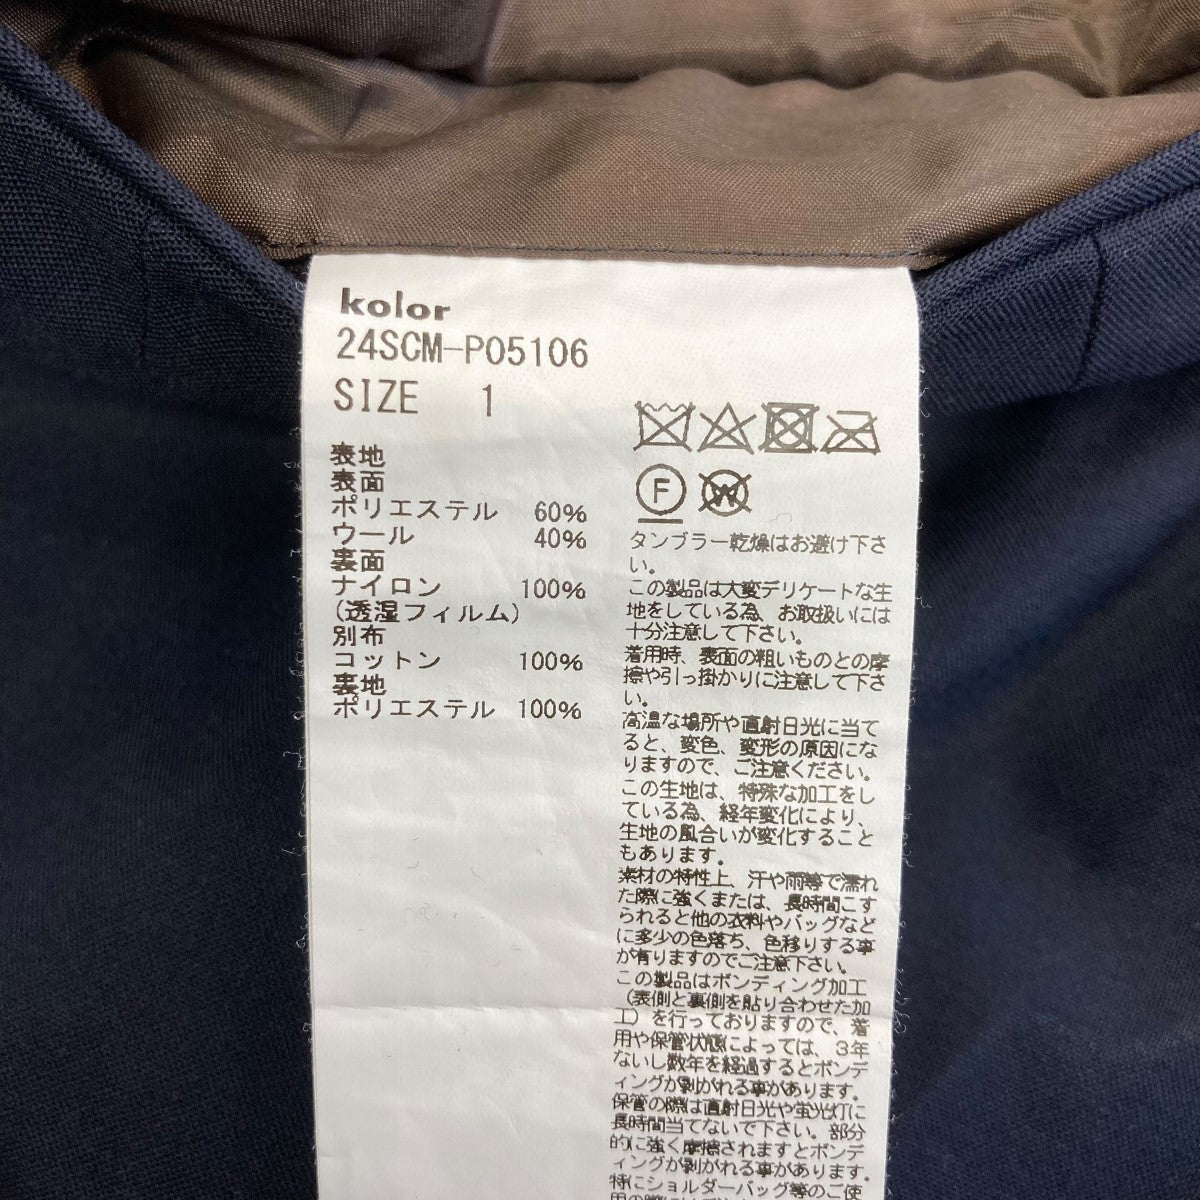 kolor
24SCM-P05106
SIZE 1
表地
表面
ポリエステル 60%
ウール 40%
裏面
ナイロン 100%
(透湿フィルム)
別布
コットン 100%
裏地
ポリエステル 100%
F
W
タンブラー乾燥はお避け下さ
い。
この製品は大変デリケートな生
地をしている為、お取扱いには
十分注意して下さい。
着用時、表面の粗いものとの摩
擦や引っ掛かりに注意して下さ
い。
高温な場所や直射日光に当て
ると、変色、変形の原因にな
りますので、ご注意ください。
この生地は、特殊な加工をし
ている為、経年変化により、
生地の風合いが変化すること
もあります。
素材の特性上、汗や雨等で濡れ
た際に強くまたは、長時間こす
られると他の衣料やバッグなど
に多少の色落ち、色移りする事
が有りますのでご注意下さい。
この製品はボンディング加工
(表側と裏側を貼り合わせた加
工)を行っておりますので、着
用や保管状態によっては、3年
ないし数年を経過するとボンデ
ィングが剥がれる事があります。
保管の際は直射日光や蛍光灯に
長時間当てないで下さい。部分
的に強く摩擦されますとボンデ
ィングが剥がれる事があります。
特にショルダーバッグ等のご使